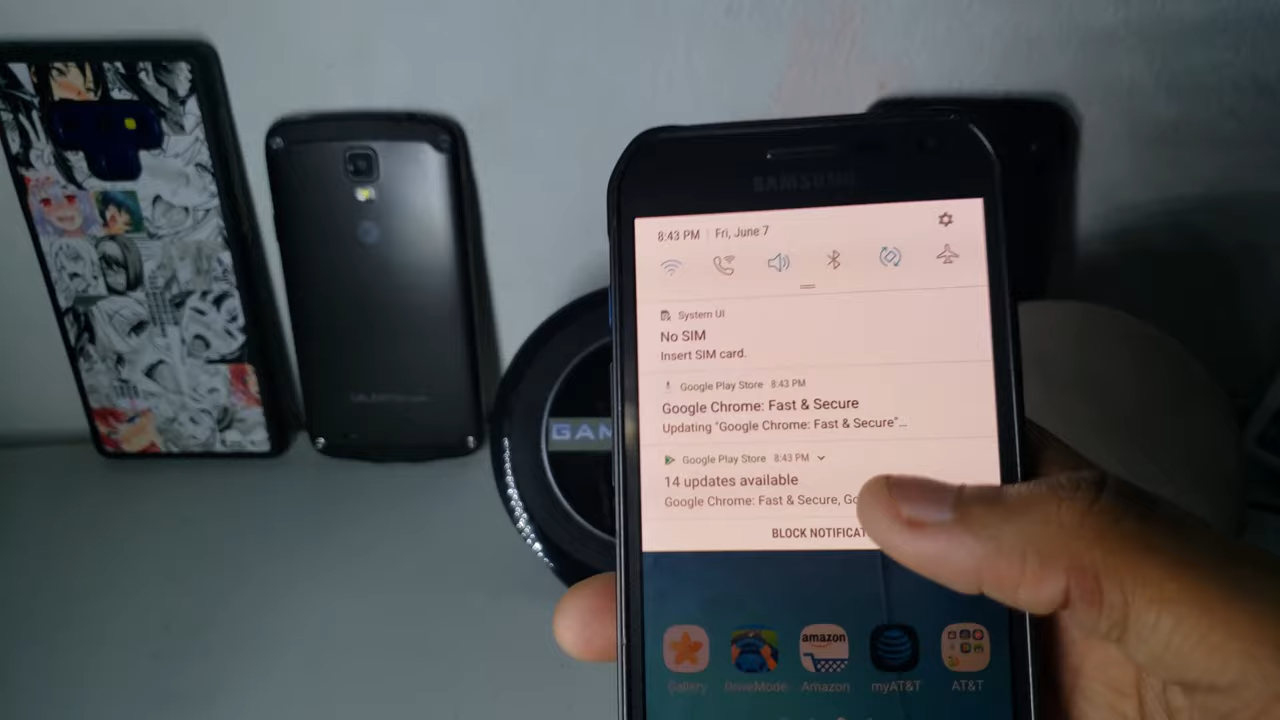 SAMSUNG
8:43 PM Fri, June 7
System UI
No SIM
Insert SIM card.
Google Play Store 8:43 PM
Google Chrome: Fast & Secure
Updating "Google Chrome: Fast & Secure"...
Google Play Store 8:43 PM
14 updates available
Google Chrome: Fast & Secure, Go
BLOCK NOTIFICAT
GAM
amazon
Gallery DriveMode Amazon myAT&T AT&T